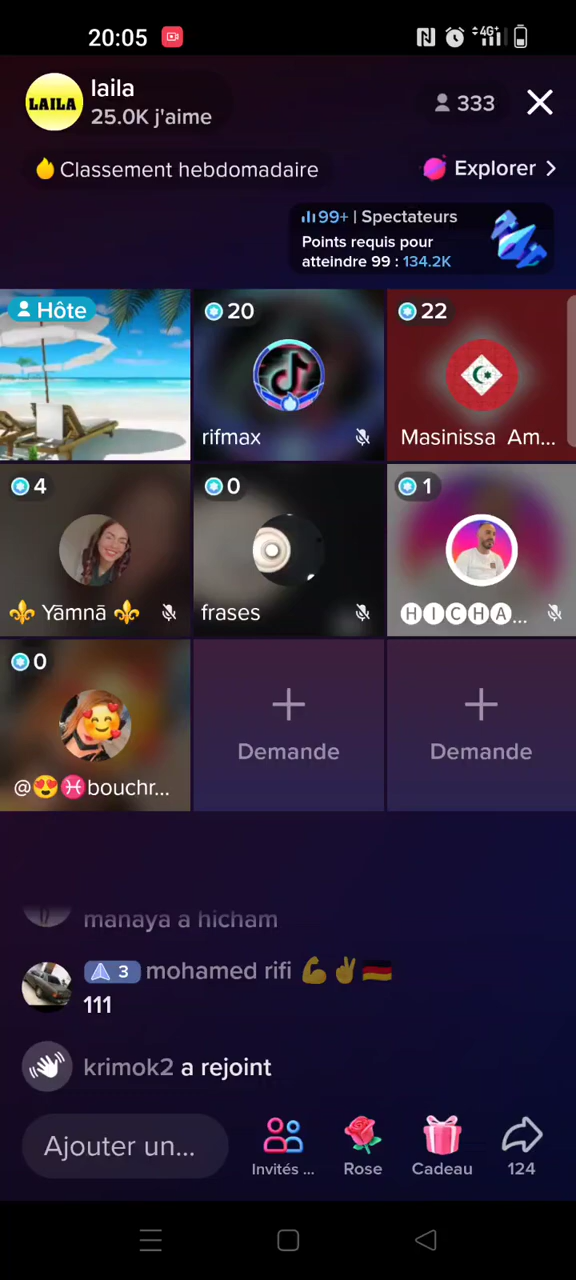 20:05
4G+
LAILA
laila
25.0K j'aime
333
Classement hebdomadaire
Explorer
99+ | Spectateurs
Points requis pour
atteindre 99 : 134.2K
Hôte
20
22
rifmax
Masinissa Am...
4
0
1
⚜️ Yāmnā ⚜️
frases
🅗🅘🅒🅗🅐...
0
@😍♓bouchr...
Demande
Demande
manaya a hicham
3 mohamed rifi 💪✌️🇩🇪
111
krimok2 a rejoint
Ajouter un...
Invités ...
Rose
Cadeau
124